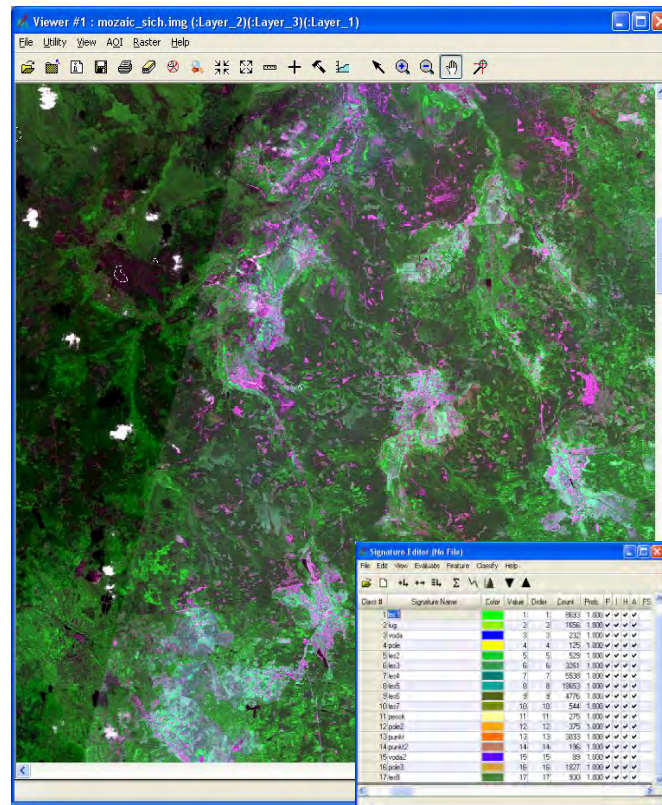 Viewer #1 : mozaic_sich.img (:Layer_2)(:Layer_3)(:Layer_1)
File Utility View AOI Raster Help
Signature Editor (No File)
File Edit View Evaluate Feature Classify Help
Class # Signature Name Color Value Order Count Prob. P I H A FS
1 les1 1 1 8693 1.000
2 lug 2 2 1656 1.000
3 voda 3 3 232 1.000
4 pole 4 4 125 1.000
5 les2 5 5 529 1.000
6 les3 6 6 3261 1.000
7 les4 7 7 5538 1.000
8 les5 8 8 18653 1.000
9 les6 9 9 4776 1.000
10 les7 10 10 544 1.000
11 pesok 11 11 275 1.000
12 pole2 12 12 375 1.000
13 punkt 13 13 3033 1.000
14 punkt2 14 14 196 1.000
15 voda2 15 15 89 1.000
16 pole3 16 16 1827 1.000
17 les8 17 17 930 1.000